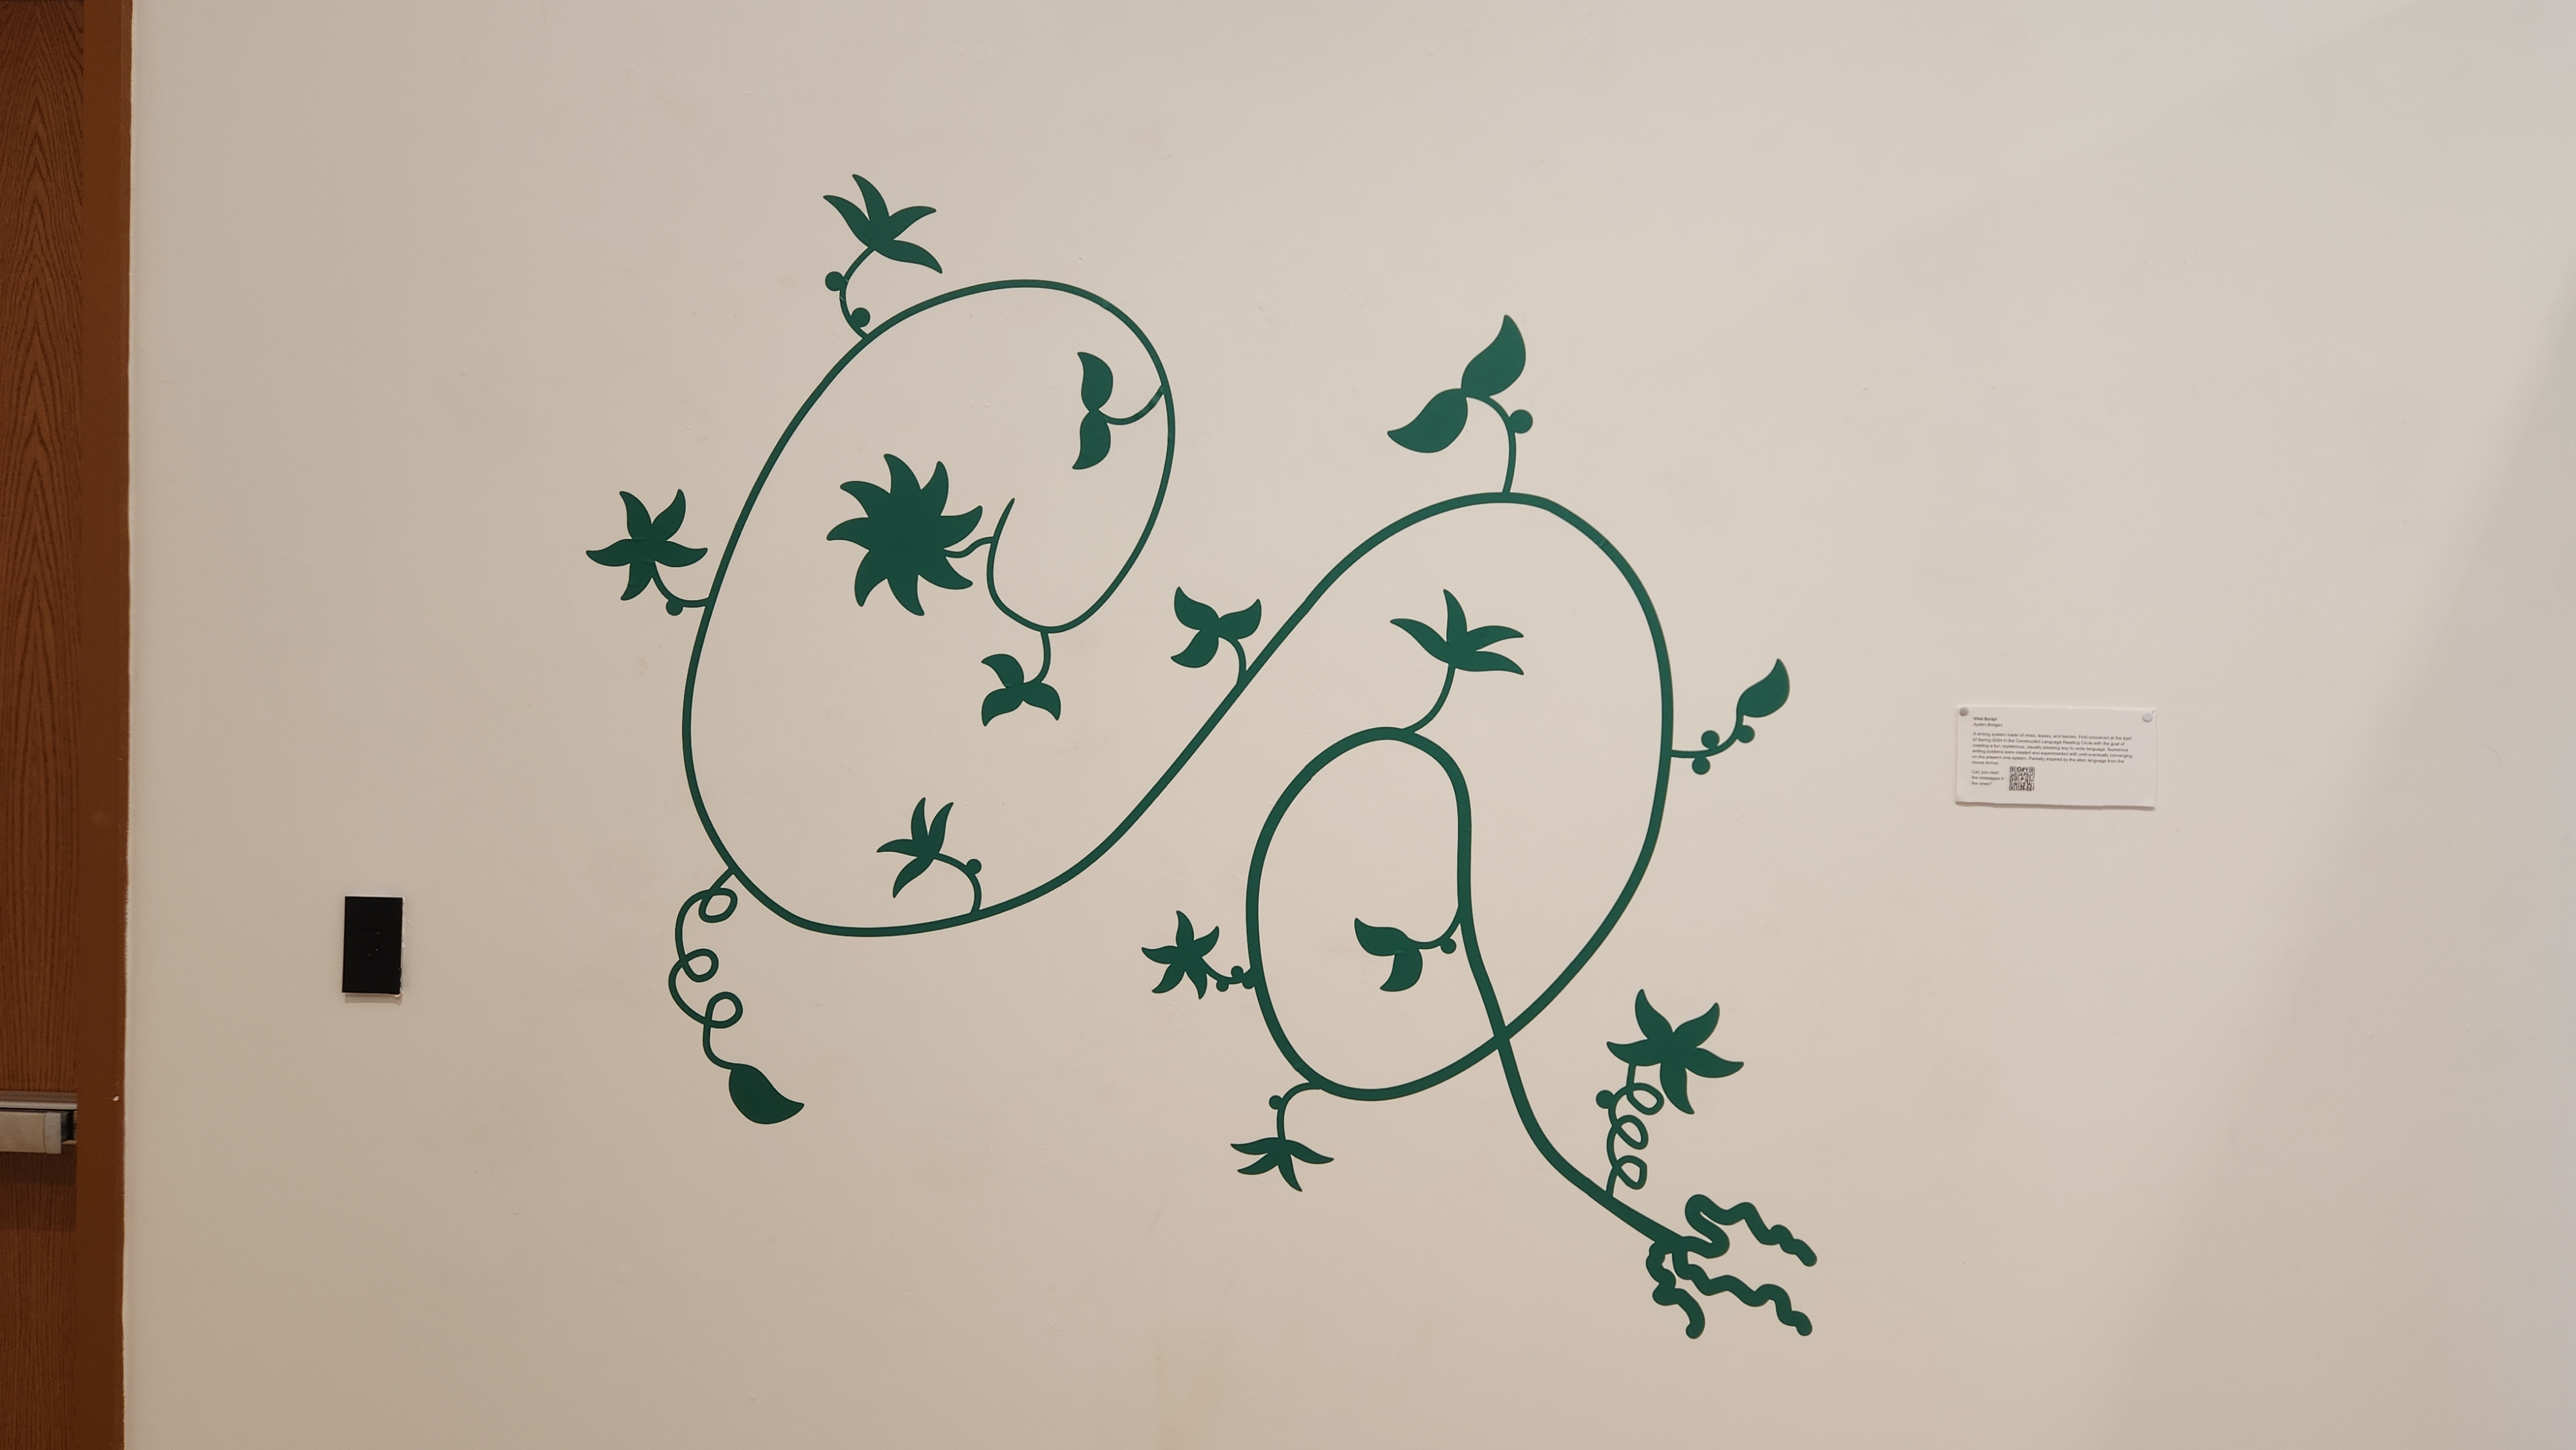 Vine Script
Ayden Bridges
A writing system made of vines, leaves, and berries. First conceived at the start
of Spring 2024 in the Constructed Language Reading Circle with the goal of
creating a fun, mysterious, visually pleasing way to write language. Numerous
writing systems were created and experimented with until eventually converging
on the present vine system. Partially inspired by the alien language from the
movie Arrival.
Can you read
the messages in
the vines?